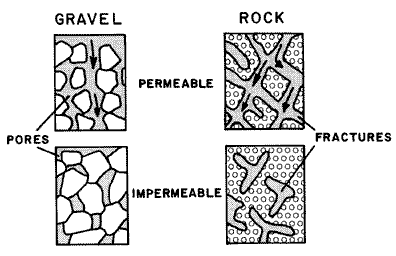 GRAVEL
ROCK
PERMEABLE
PORES
FRACTURES
IMPERMEABLE